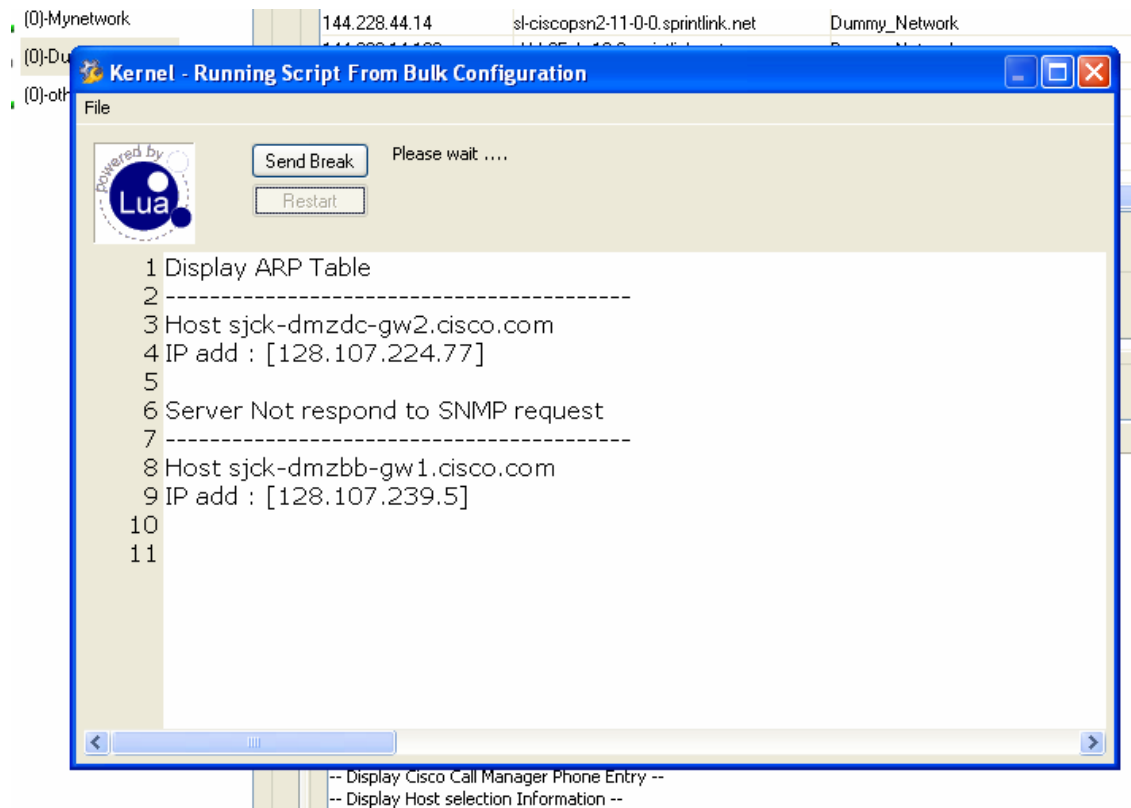 (0)-Mynetwork
144.228.44.14 sl-ciscopsn2-11-0-0.sprintlink.net Dummy_Network
(0)-Du
Kernel - Running Script From Bulk Configuration
(0)-oth
File
powered by
Lua
Send Break
Please wait ....
Restart
1 Display ARP Table
2 ------------------------------------------
3 Host sjck-dmzdc-gw2.cisco.com
4 IP add : [128.107.224.77]
5
6 Server Not respond to SNMP request
7 ------------------------------------------
8 Host sjck-dmzbb-gw1.cisco.com
9 IP add : [128.107.239.5]
10
11
-- Display Cisco Call Manager Phone Entry --
-- Display Host selection Information --